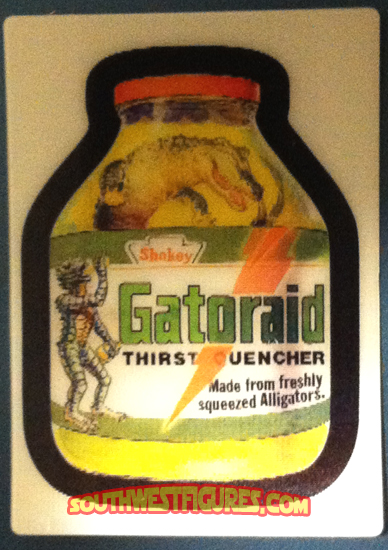 Shakey
Gatoraid
THIRST QUENCHER
Made from freshly
squeezed Alligators.
SOUTHWESTFIGURES.COM